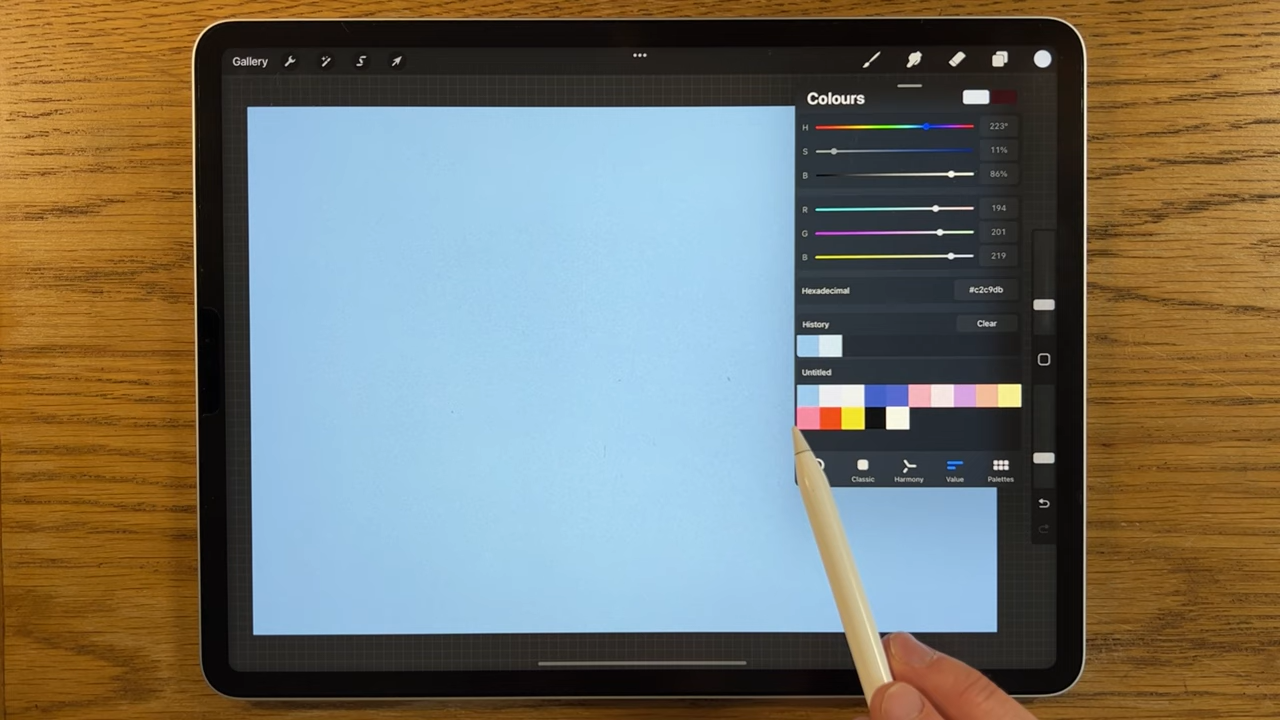 Gallery
Colours
H 223°
S 11%
B 86%
R 194
G 201
B 219
Hexadecimal #c2c9db
History Clear
Untitled
Classic Harmony Value Palettes